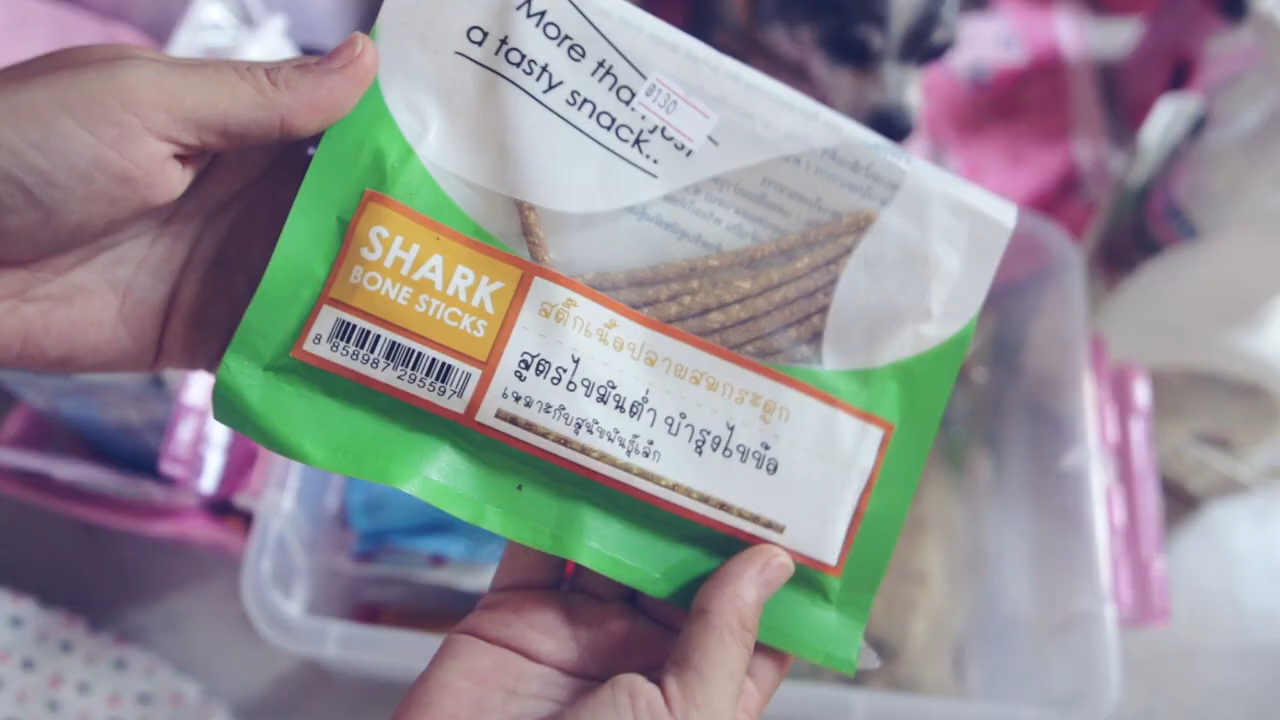 More than just
฿130
a tasty snack..
SHARK
BONE STICKS
8 858987 295597
สติ๊กเนื้อปลาผสมกระดูก
สูตรไขมันต่ำ บำรุงไขข้อ
เหมาะกับสุนัขพันธุ์เล็ก